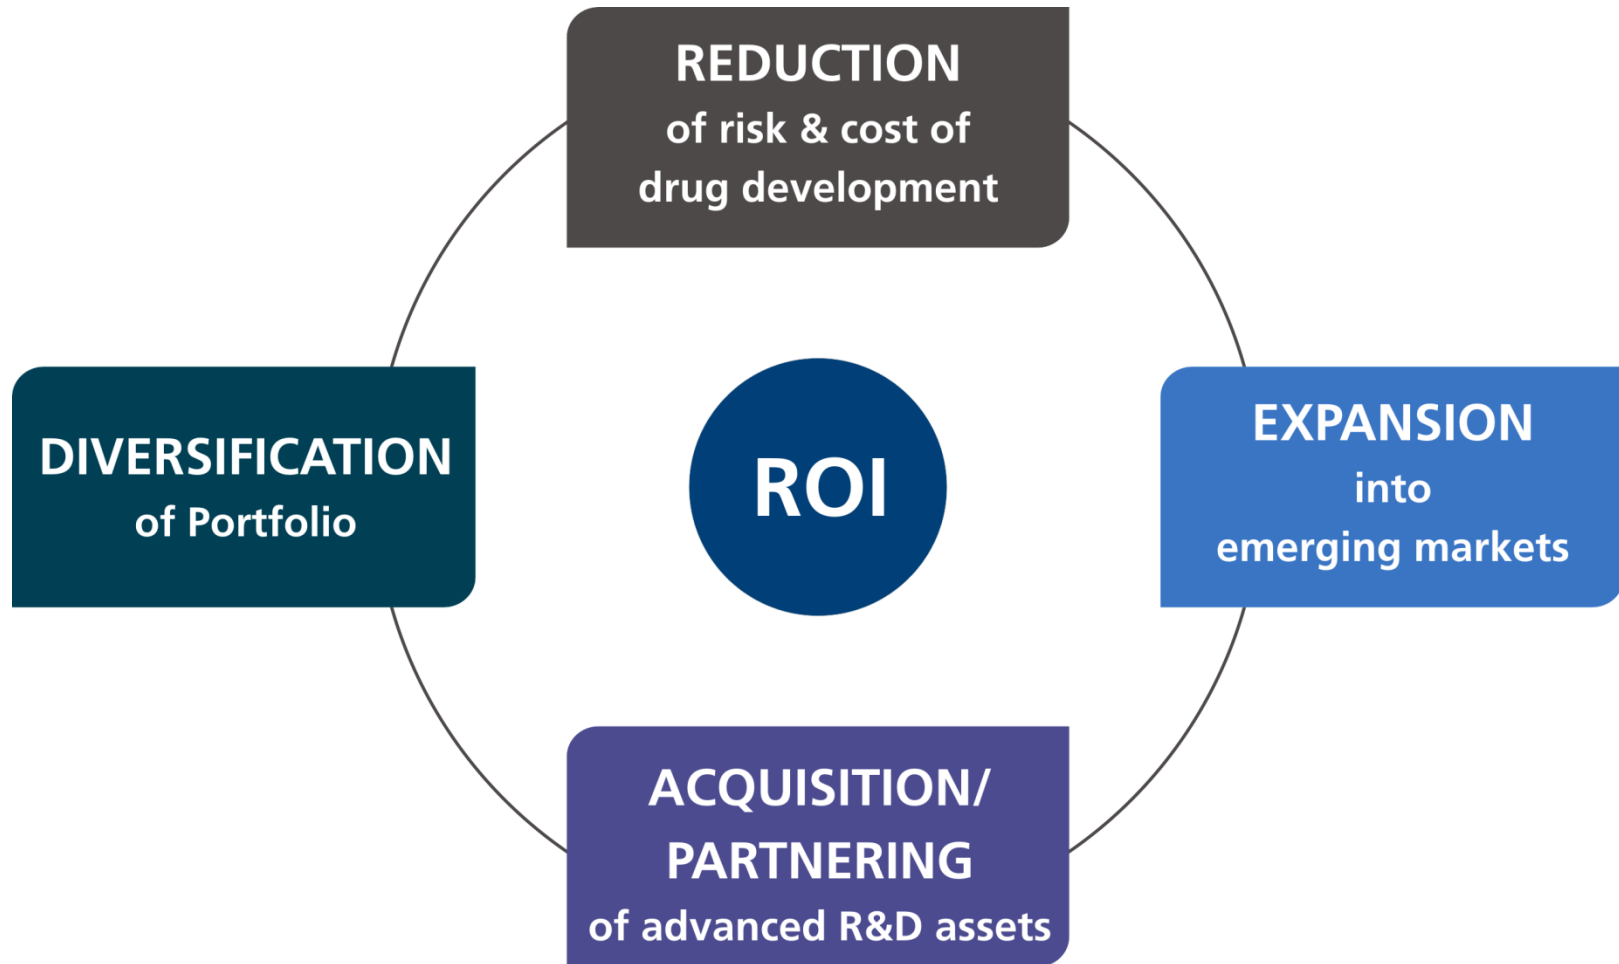 REDUCTION
of risk & cost of
drug development
DIVERSIFICATION
of Portfolio
ROI
EXPANSION
into
emerging markets
ACQUISITION/
PARTNERING
of advanced R&D assets